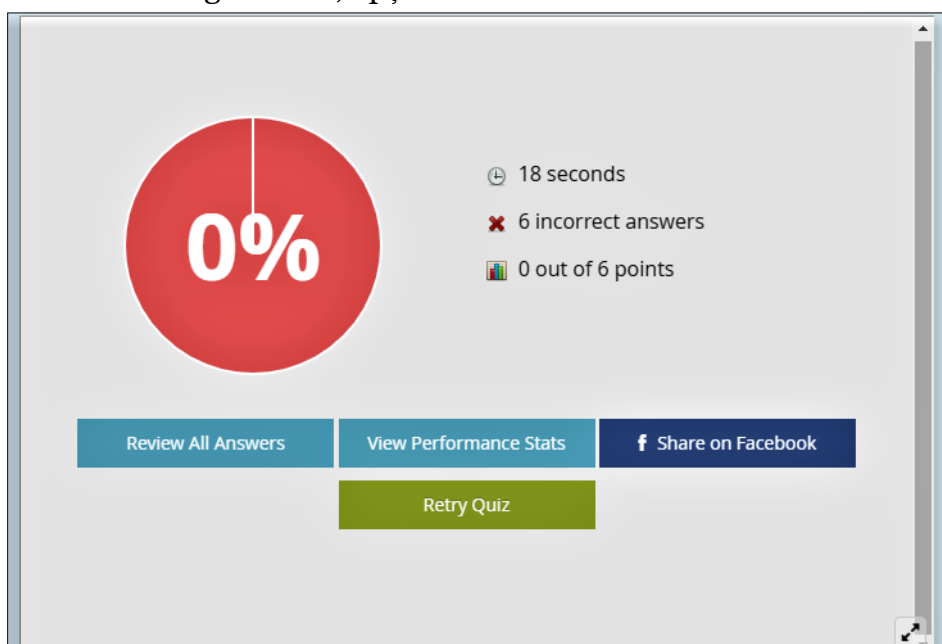 0%
18 seconds
6 incorrect answers
0 out of 6 points
Review All Answers
View Performance Stats
f Share on Facebook
Retry Quiz